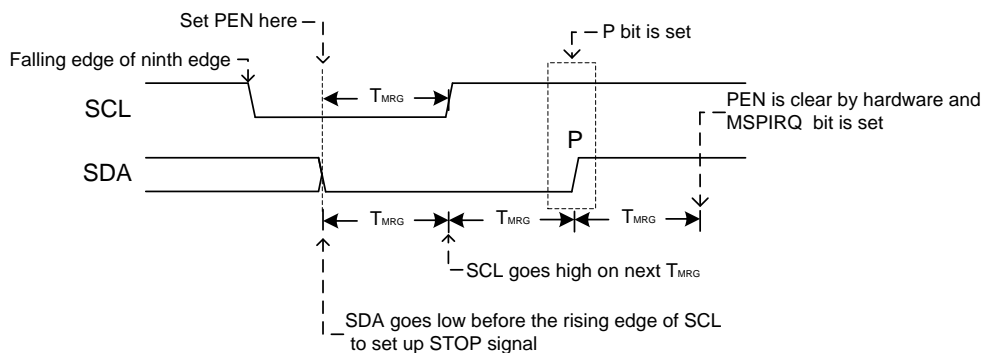 Set PEN here
P bit is set
Falling edge of ninth edge
TMRG
SCL
PEN is clear by hardware and
MSPIRQ bit is set
P
SDA
TMRG
TMRG
TMRG
SCL goes high on next TMRG
SDA goes low before the rising edge of SCL
to set up STOP signal